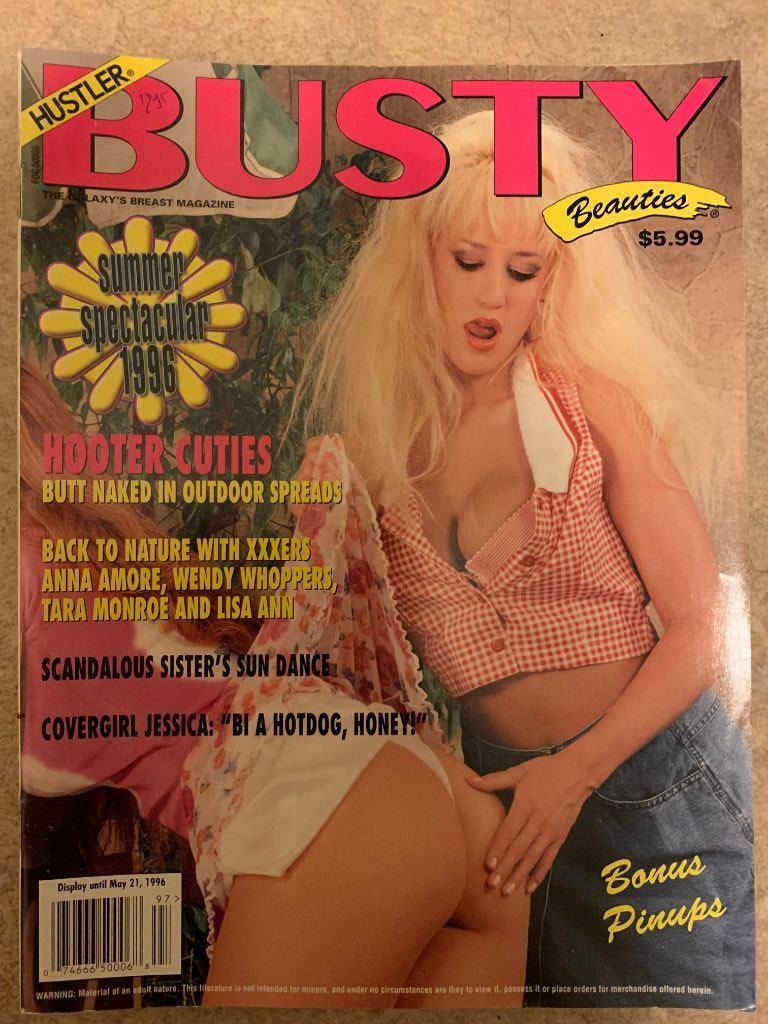 HUSTLER®
BUSTY
Beauties®
THE GALAXY'S BREAST MAGAZINE
$5.99
Summer
spectacular
1996
HOOTER CUTIES
BUTT NAKED IN OUTDOOR SPREADS
BACK TO NATURE WITH XXXERS
ANNA AMORE, WENDY WHOPPERS,
TARA MONROE AND LISA ANN
SCANDALOUS SISTER'S SUN DANCE
COVERGIRL JESSICA: "BI A HOTDOG, HONEY!"
Bonus
Pinups
Display until May 21, 1996
97>
0 74666 50006 8
WARNING: Material of an adult nature. This literature is not intended for minors, and under no circumstances are they to view it, possess it or place orders for merchandise offered herein.